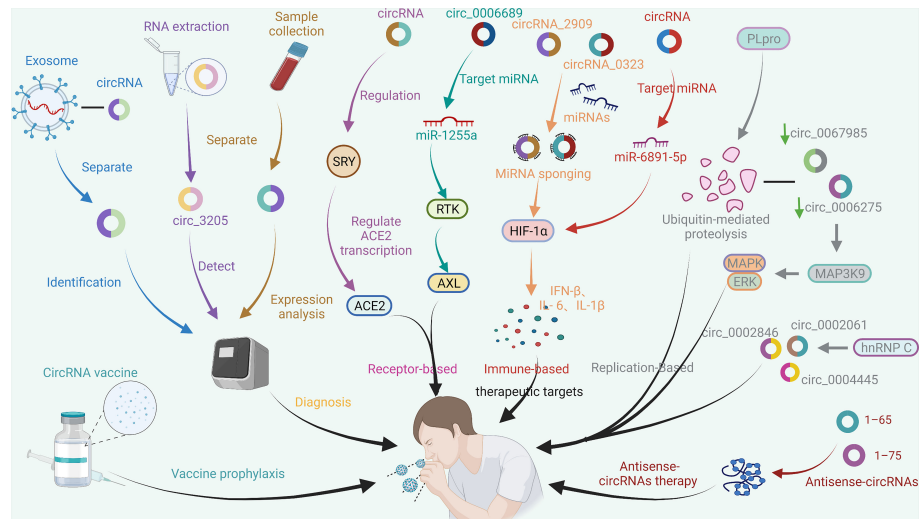 Exosome
circRNA
Separate
Identification
RNA extraction
circ_3205
Detect
Sample
collection
Separate
Expression
analysis
circRNA
Regulation
SRY
Regulate
ACE2
transcription
ACE2
circ_0006689
Target miRNA
miR-1255a
RTK
AXL
Receptor-based
circRNA_2909
circRNA_0323
miRNAs
MiRNA sponging
HIF-1α
IFN-β、
IL- 6、IL-1β
circRNA
Target miRNA
miR-6891-5p
Immune-based
therapeutic targets
PLpro
Ubiquitin-mediated
proteolysis
circ_0067985
circ_0006275
MAP3K9
MAPK
ERK
Replication-Based
circ_0002846
circ_0002061
hnRNP C
circ_0004445
CircRNA vaccine
Diagnosis
Vaccine prophylaxis
Antisense-
circRNAs therapy
1-65
1-75
Antisense-circRNAs